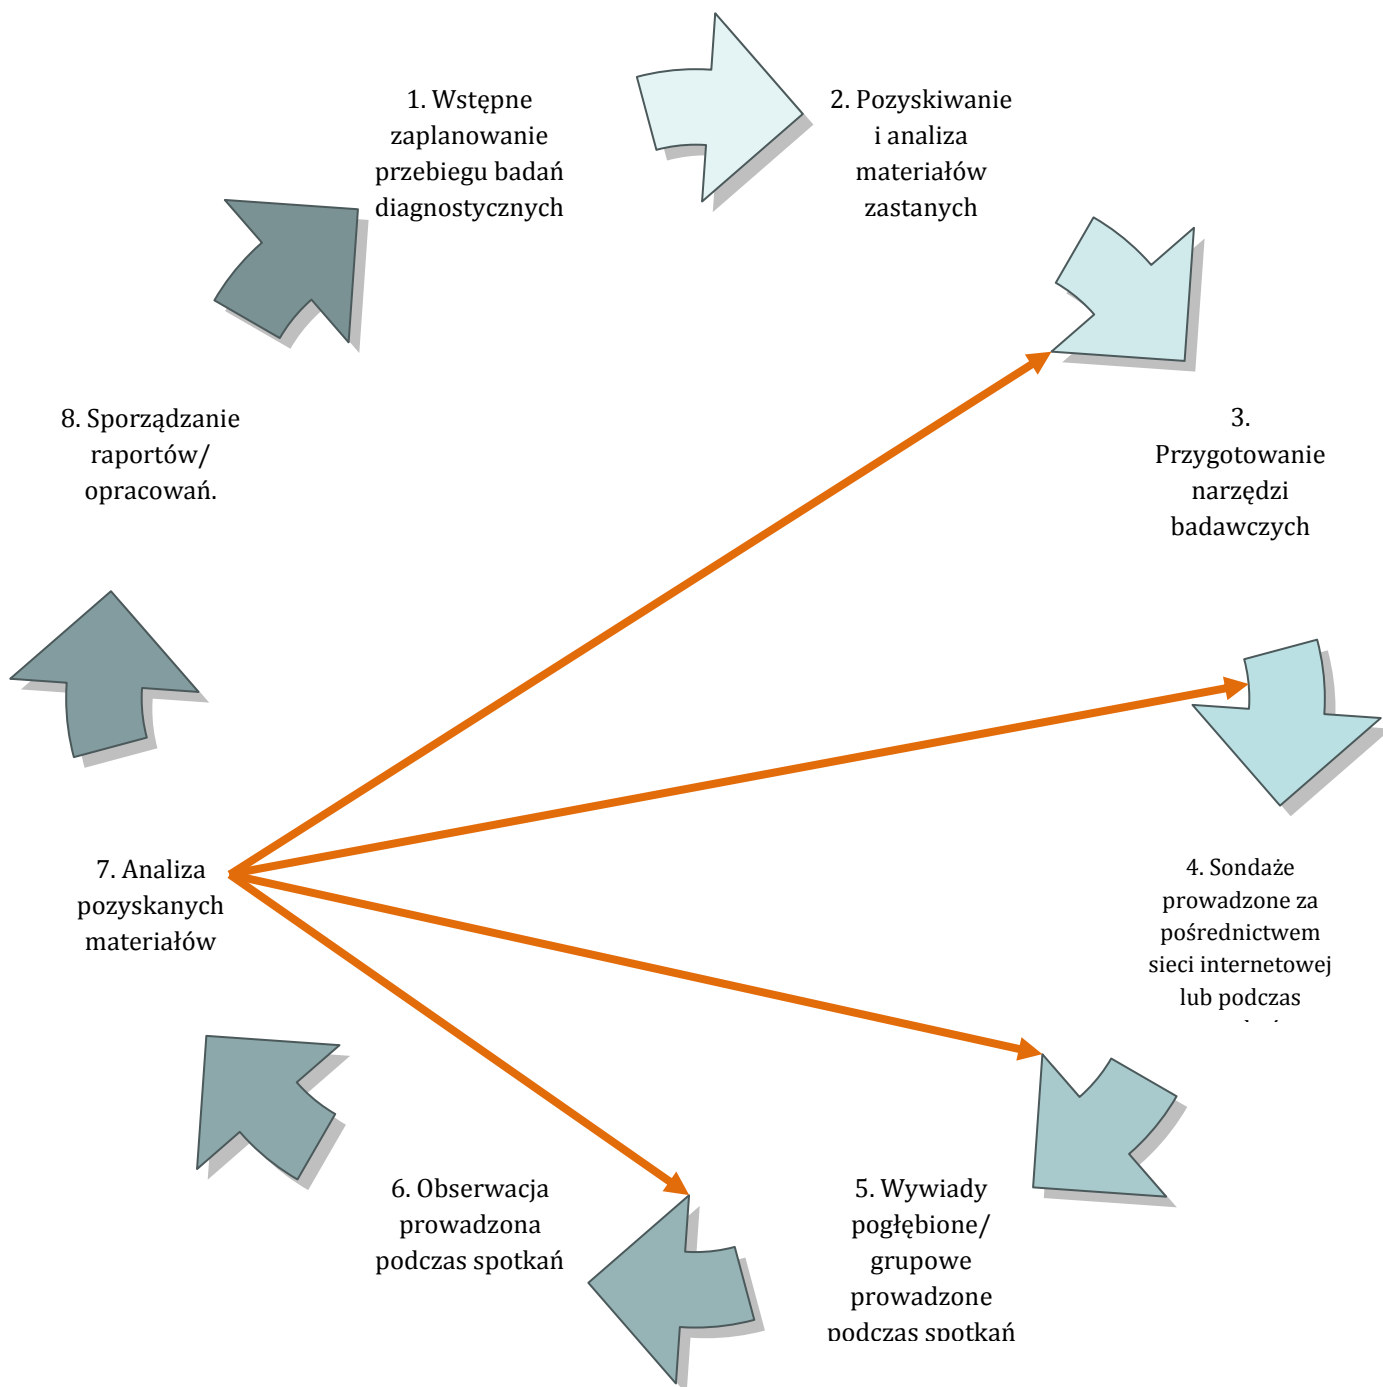 1. Wstępne
zaplanowanie
przebiegu badań
diagnostycznych
2. Pozyskiwanie
i analiza
materiałów
zastanych
3.
Przygotowanie
narzędzi
badawczych
4. Sondaże
prowadzone za
pośrednictwem
sieci internetowej
lub podczas
5. Wywiady
pogłębione/
grupowe
prowadzone
podczas spotkań
6. Obserwacja
prowadzona
podczas spotkań
7. Analiza
pozyskanych
materiałów
8. Sporządzanie
raportów/
opracowań.